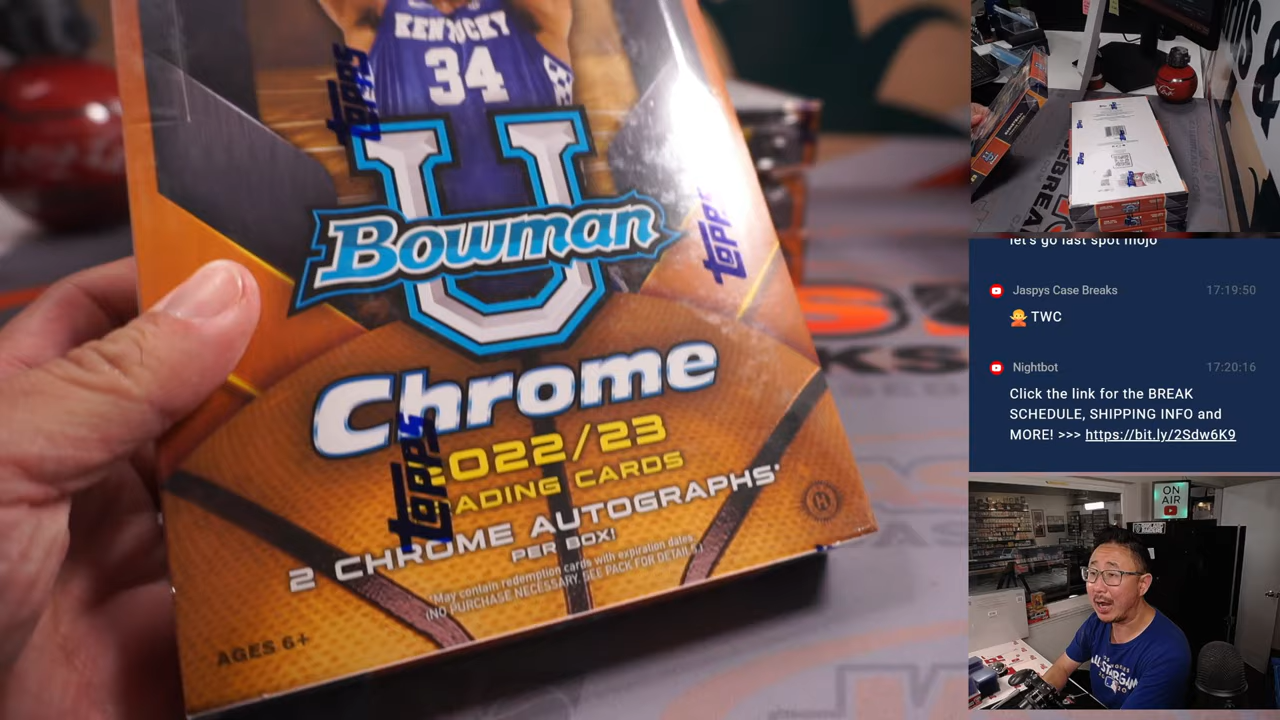 KENTUCKY
34
TOPPS
U
Bowman
TOPPS
Chrome
2022/23
TOPPS
ADING CARDS
2 CHROME AUTOGRAPHS*
PER BOX!
*May contain redemption cards with expiration dates.
(NO PURCHASE NECESSARY. SEE PACK FOR DETAILS.)
AGES 6+
H
let's go last spot mojo
Jaspys Case Breaks 17:19:50
🙅 TWC
Nightbot 17:20:16
Click the link for the BREAK
SCHEDULE, SHIPPING INFO and
MORE! >>> https://bit.ly/2Sdw6K9
ON
AIR